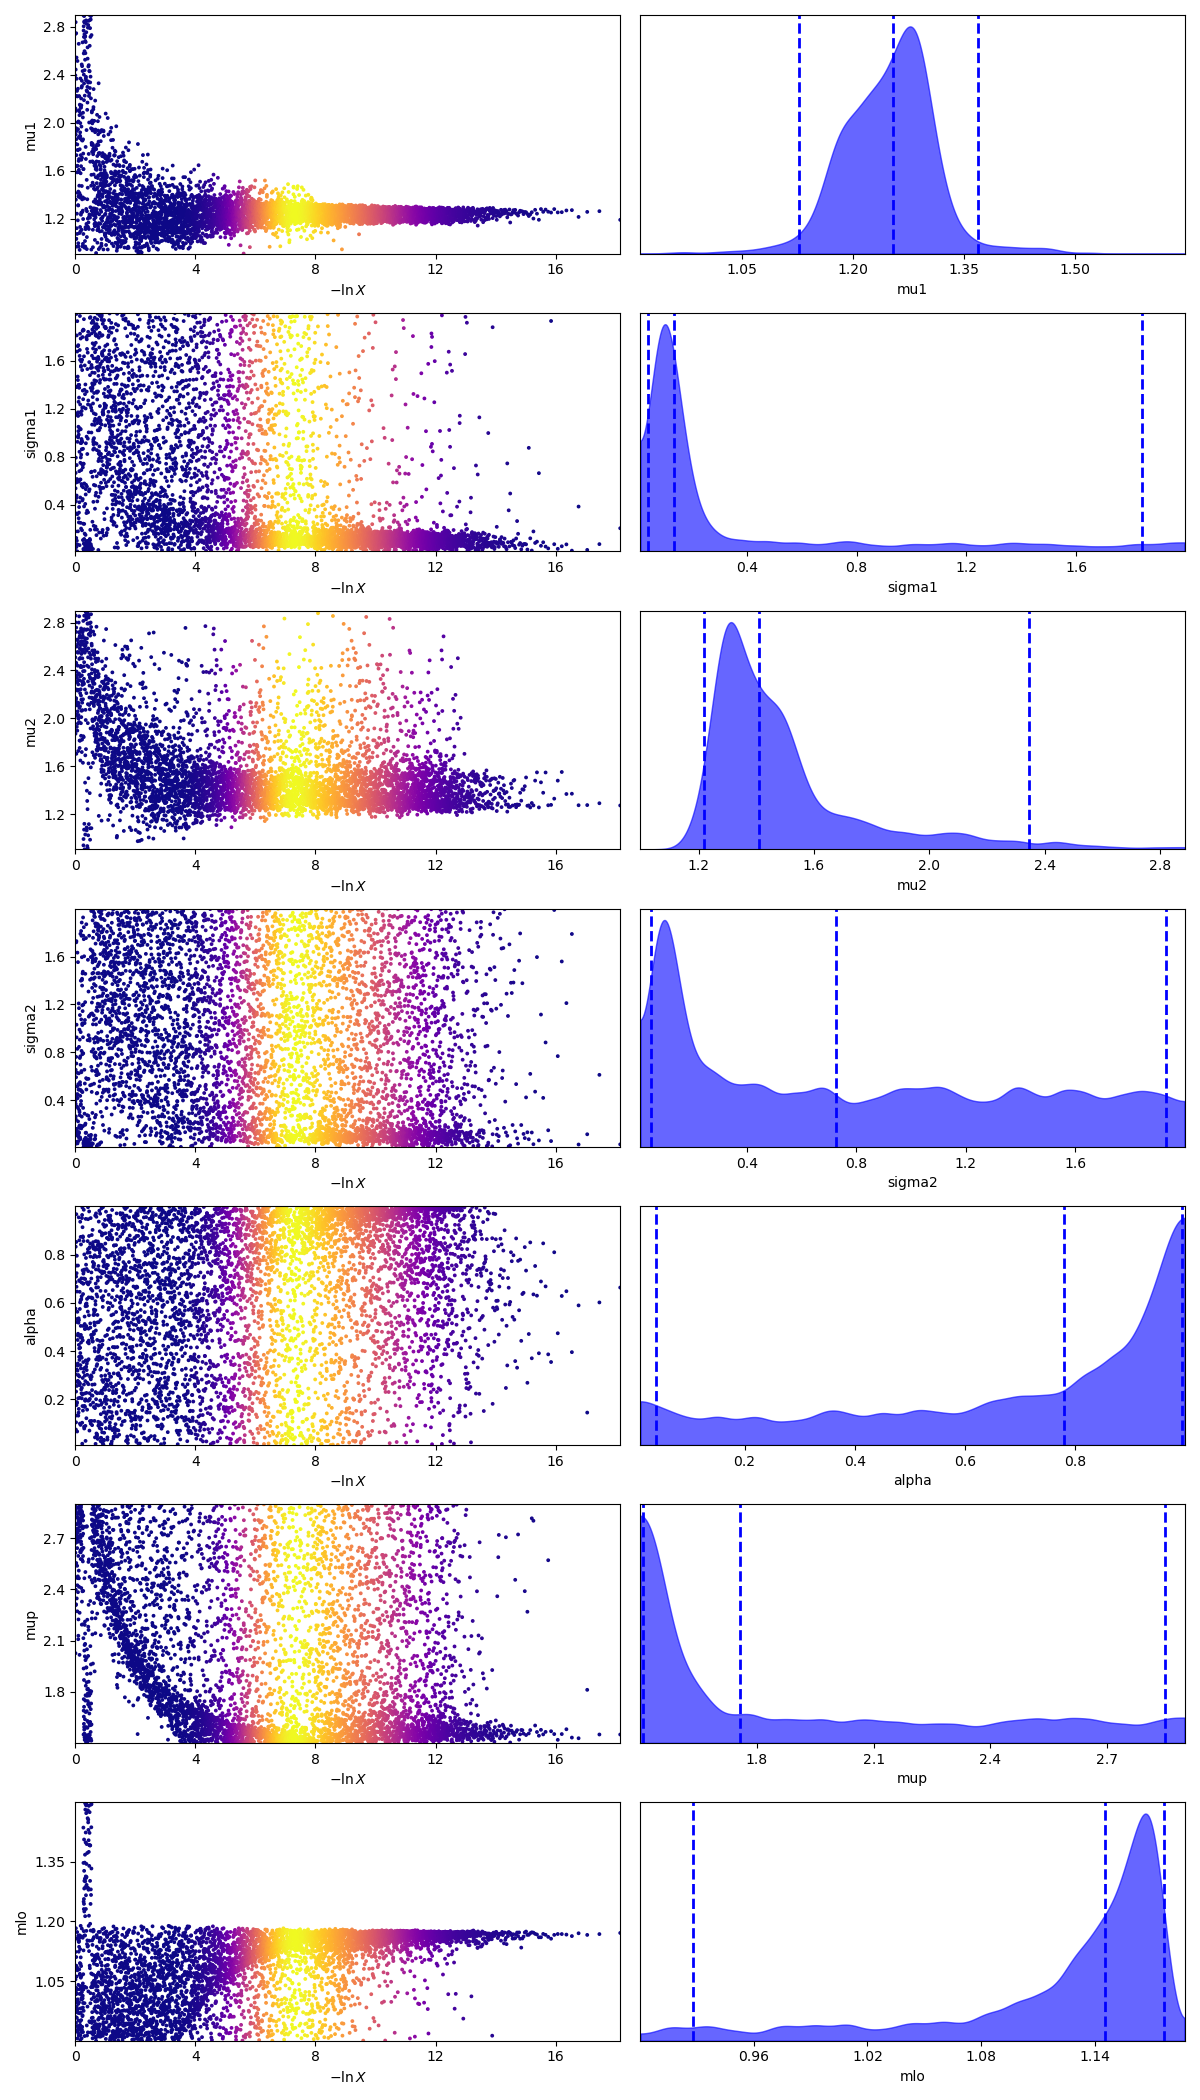 2.8
2.4
2.0
1.6
1.2
mu1
0 4 8 12 16
−ln X
1.05 1.20 1.35 1.50
mu1
1.6
1.2
0.8
0.4
sigma1
0 4 8 12 16
−ln X
0.4 0.8 1.2 1.6
sigma1
2.8
2.4
2.0
1.6
1.2
mu2
0 4 8 12 16
−ln X
1.2 1.6 2.0 2.4 2.8
mu2
1.6
1.2
0.8
0.4
sigma2
0 4 8 12 16
−ln X
0.4 0.8 1.2 1.6
sigma2
0.8
0.6
0.4
0.2
alpha
0 4 8 12 16
−ln X
0.2 0.4 0.6 0.8
alpha
2.7
2.4
2.1
1.8
mup
0 4 8 12 16
−ln X
1.8 2.1 2.4 2.7
mup
1.35
1.20
1.05
mlo
0 4 8 12 16
−ln X
0.96 1.02 1.08 1.14
mlo